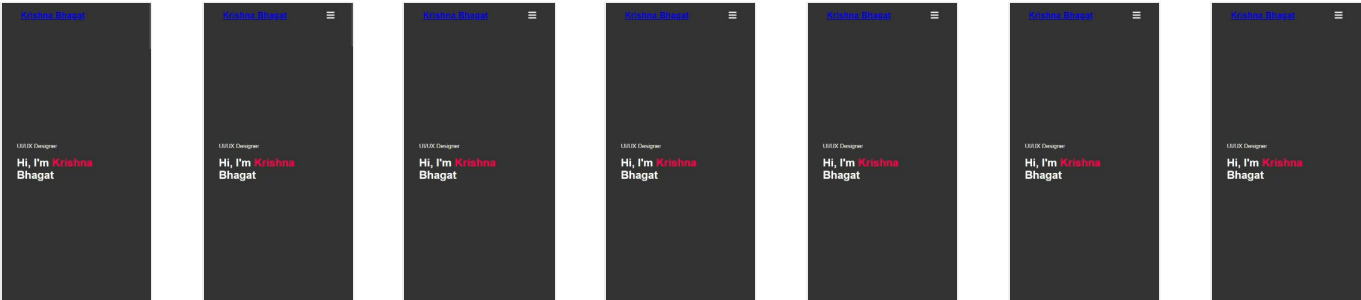 Krishna Bhagat
UI/UX Designer
Hi, I'm Krishna
Bhagat
Krishna Bhagat
UI/UX Designer
Hi, I'm Krishna
Bhagat
Krishna Bhagat
UI/UX Designer
Hi, I'm Krishna
Bhagat
Krishna Bhagat
UI/UX Designer
Hi, I'm Krishna
Bhagat
Krishna Bhagat
UI/UX Designer
Hi, I'm Krishna
Bhagat
Krishna Bhagat
UI/UX Designer
Hi, I'm Krishna
Bhagat
Krishna Bhagat
UI/UX Designer
Hi, I'm Krishna
Bhagat